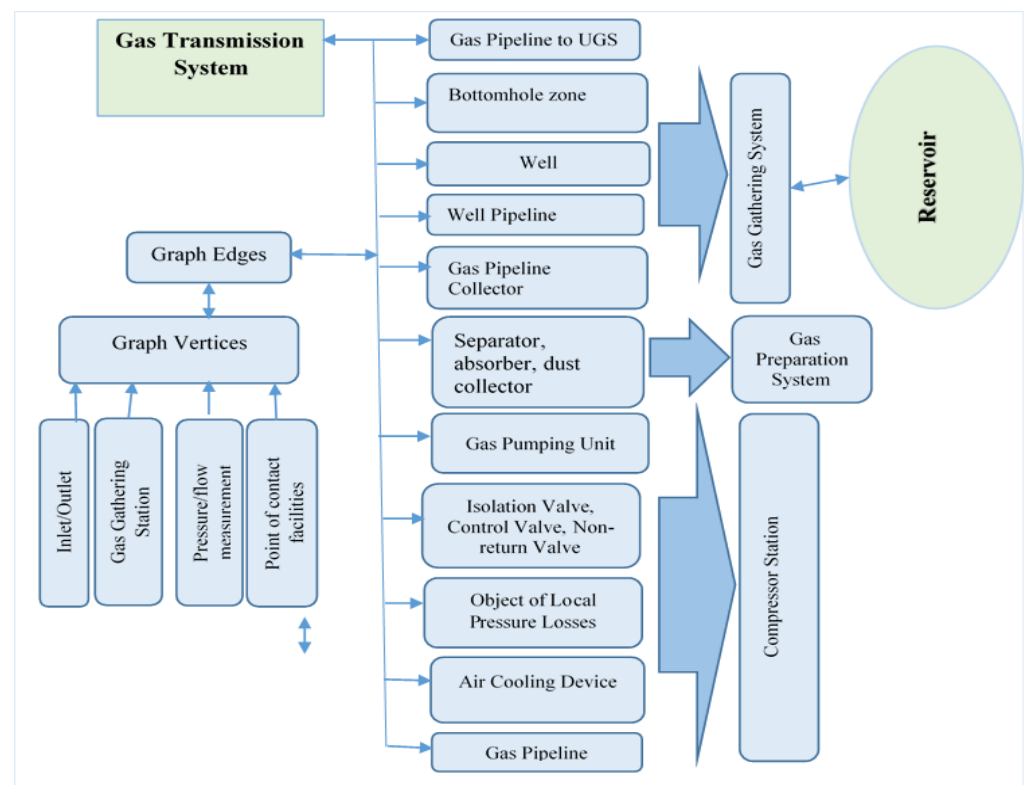 Gas Transmission
System
Gas Pipeline to UGS
Bottomhole zone
Well
Well Pipeline
Gas Pipeline
Collector
Separator,
absorber, dust
collector
Gas Pumping Unit
Isolation Valve,
Control Valve, Non-
return Valve
Object of Local
Pressure Losses
Air Cooling Device
Gas Pipeline
Gas Gathering System
Reservoir
Gas
Preparation
System
Compressor Station
Graph Edges
Graph Vertices
Inlet/Outlet
Gas Gathering
Station
Pressure/flow
measurement
Point of contact
facilities